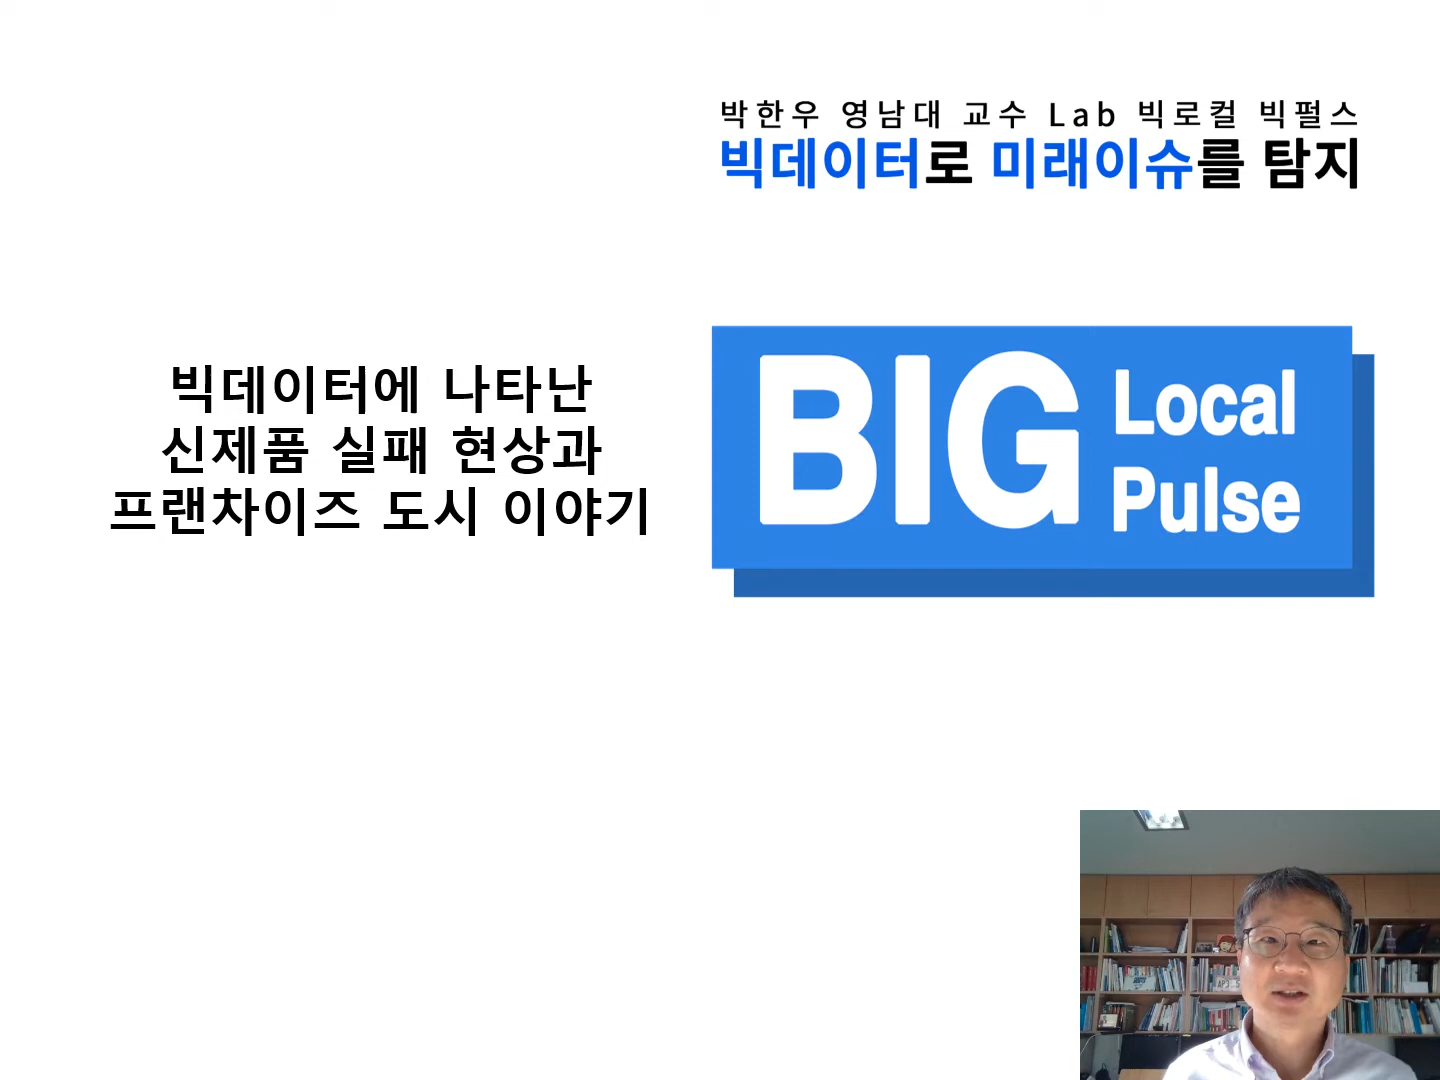 박한우 영남대 교수 Lab 빅로컬 빅펄스
빅데이터로 미래이슈를 탐지
빅데이터에 나타난
신제품 실패 현상과
프랜차이즈 도시 이야기
BIG Local
Pulse